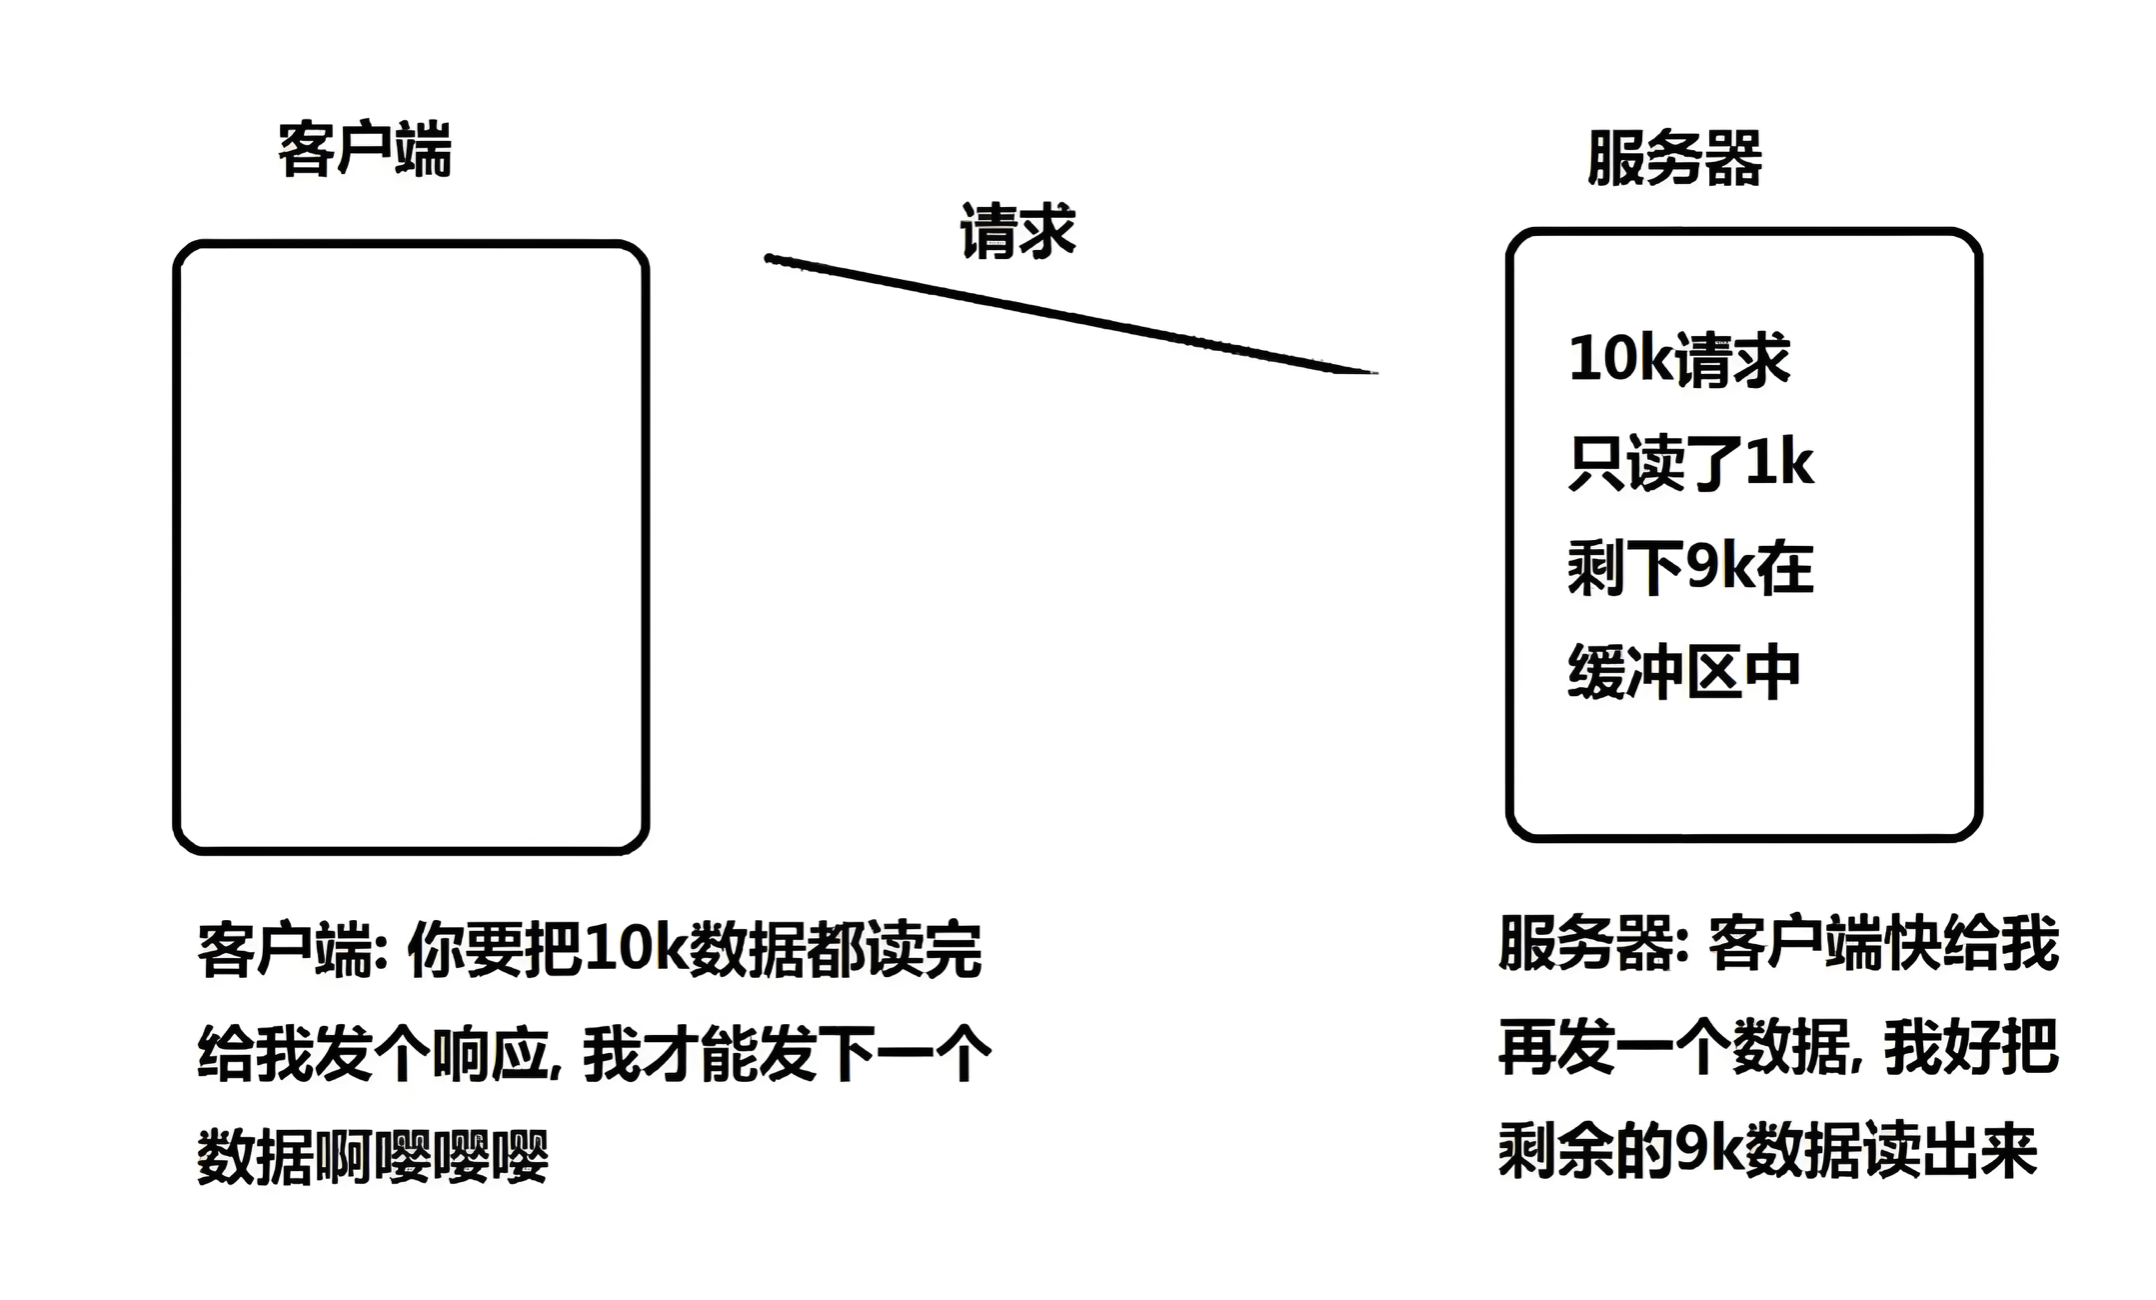 客户端
服务器
请求
10k请求
只读了1k
剩下9k在
缓冲区中
客户端: 你要把10k数据都读完
给我发个响应, 我才能发下一个
数据啊嘤嘤嘤
服务器: 客户端快给我
再发一个数据, 我好把
剩余的9k数据读出来